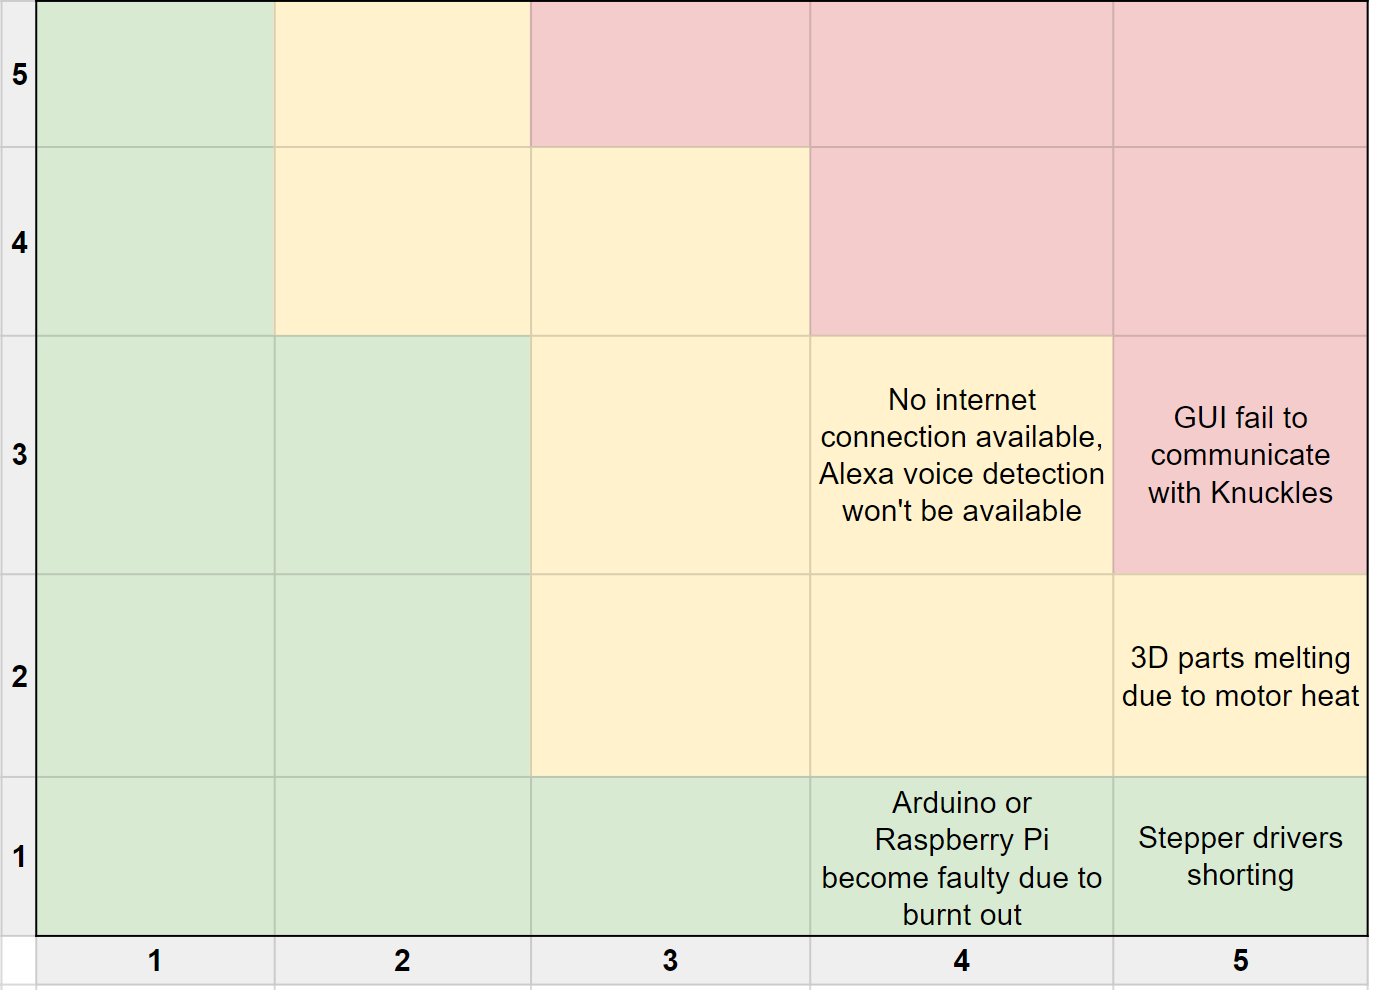 5
4
3
No internet
connection available,
Alexa voice detection
won't be available
GUI fail to
communicate
with Knuckles
2
3D parts melting
due to motor heat
1
Arduino or
Raspberry Pi
become faulty due to
burnt out
Stepper drivers
shorting
1 2 3 4 5